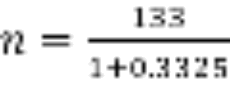 n = 133 / 1+0.3325